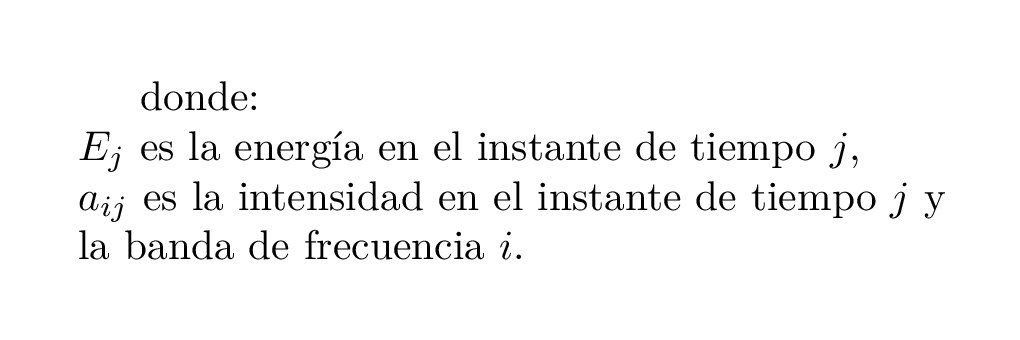 donde:
$E_j$ es la energía en el instante de tiempo $j$,
$a_{ij}$ es la intensidad en el instante de tiempo $j$ y
la banda de frecuencia $i$.